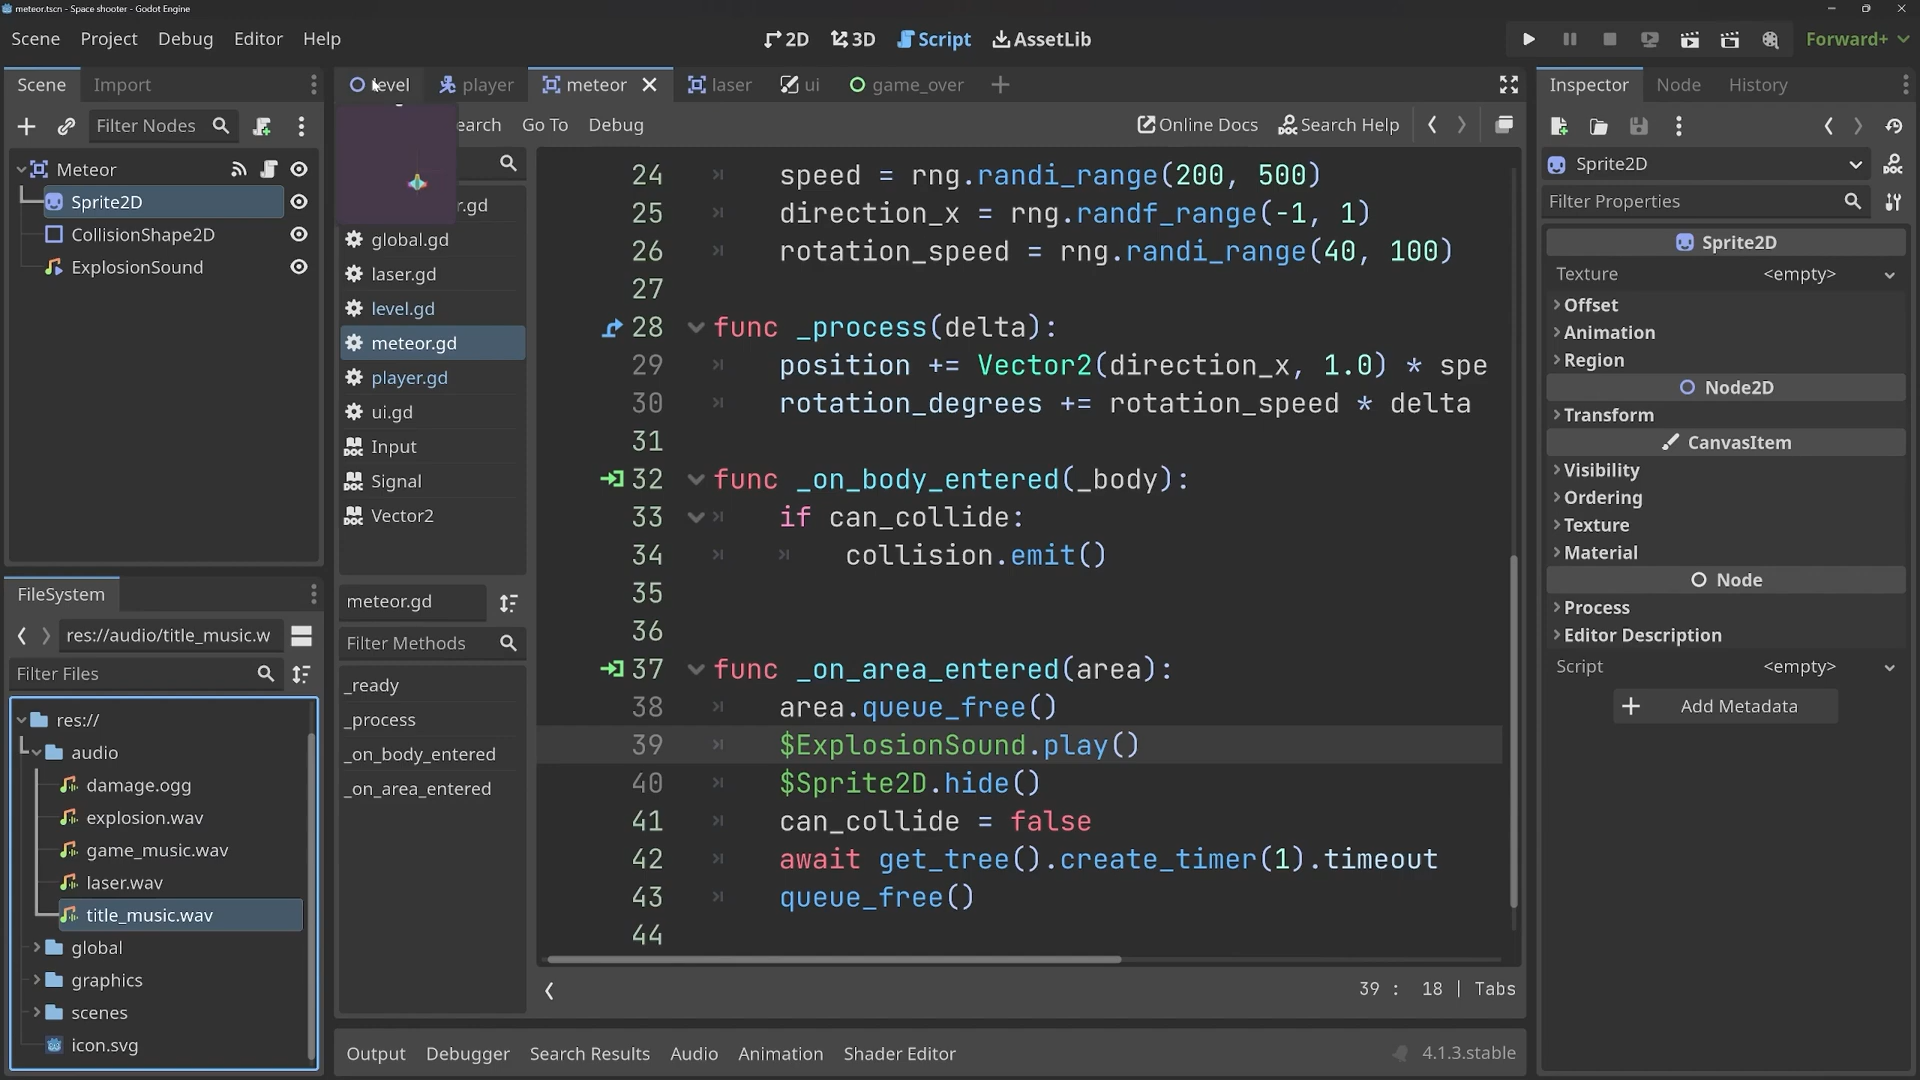 meteor.tscn - Space shooter - Godot Engine
Scene Project Debug Editor Help
2D 3D Script AssetLib
Forward+
Scene Import
level player meteor laser ui game_over
Inspector Node History
Filter Nodes
earch Go To Debug
Online Docs Search Help
Meteor
Sprite2D
CollisionShape2D
ExplosionSound
r.gd
global.gd
laser.gd
level.gd
meteor.gd
player.gd
ui.gd
Input
Signal
Vector2
meteor.gd
Filter Methods
_ready
_process
_on_body_entered
_on_area_entered
24 speed = rng.randi_range(200, 500)
25 direction_x = rng.randf_range(-1, 1)
26 rotation_speed = rng.randi_range(40, 100)
27
28 func _process(delta):
29 position += Vector2(direction_x, 1.0) * spe
30 rotation_degrees += rotation_speed * delta
31
32 func _on_body_entered(_body):
33 if can_collide:
34 collision.emit()
35
36
37 func _on_area_entered(area):
38 area.queue_free()
39 $ExplosionSound.play()
40 $Sprite2D.hide()
41 can_collide = false
42 await get_tree().create_timer(1).timeout
43 queue_free()
44
39 : 18 | Tabs
FileSystem
res://audio/title_music.w
Filter Files
res://
audio
damage.ogg
explosion.wav
game_music.wav
laser.wav
title_music.wav
global
graphics
scenes
icon.svg
Output Debugger Search Results Audio Animation Shader Editor
4.1.3.stable
Sprite2D
Filter Properties
Sprite2D
Texture <empty>
Offset
Animation
Region
Node2D
Transform
CanvasItem
Visibility
Ordering
Texture
Material
Node
Process
Editor Description
Script <empty>
Add Metadata